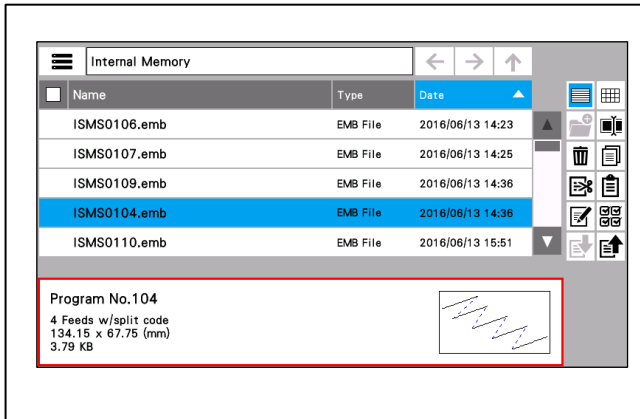 Internal Memory
Name Type Date
ISMS0106.emb EMB File 2016/06/13 14:23
ISMS0107.emb EMB File 2016/06/13 14:25
ISMS0109.emb EMB File 2016/06/13 14:36
ISMS0104.emb EMB File 2016/06/13 14:36
ISMS0110.emb EMB File 2016/06/13 15:51
Program No.104
4 Feeds w/split code
134.15 x 67.75 (mm)
3.79 KB